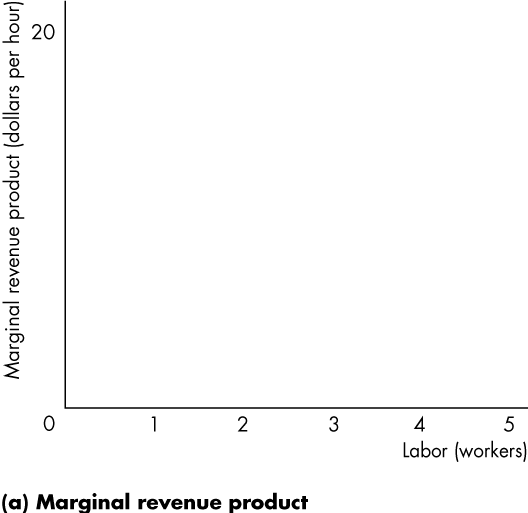 Marginal revenue product (dollars per hour)
20
0
1
2
3
4
5
Labor (workers)
(a) Marginal revenue product